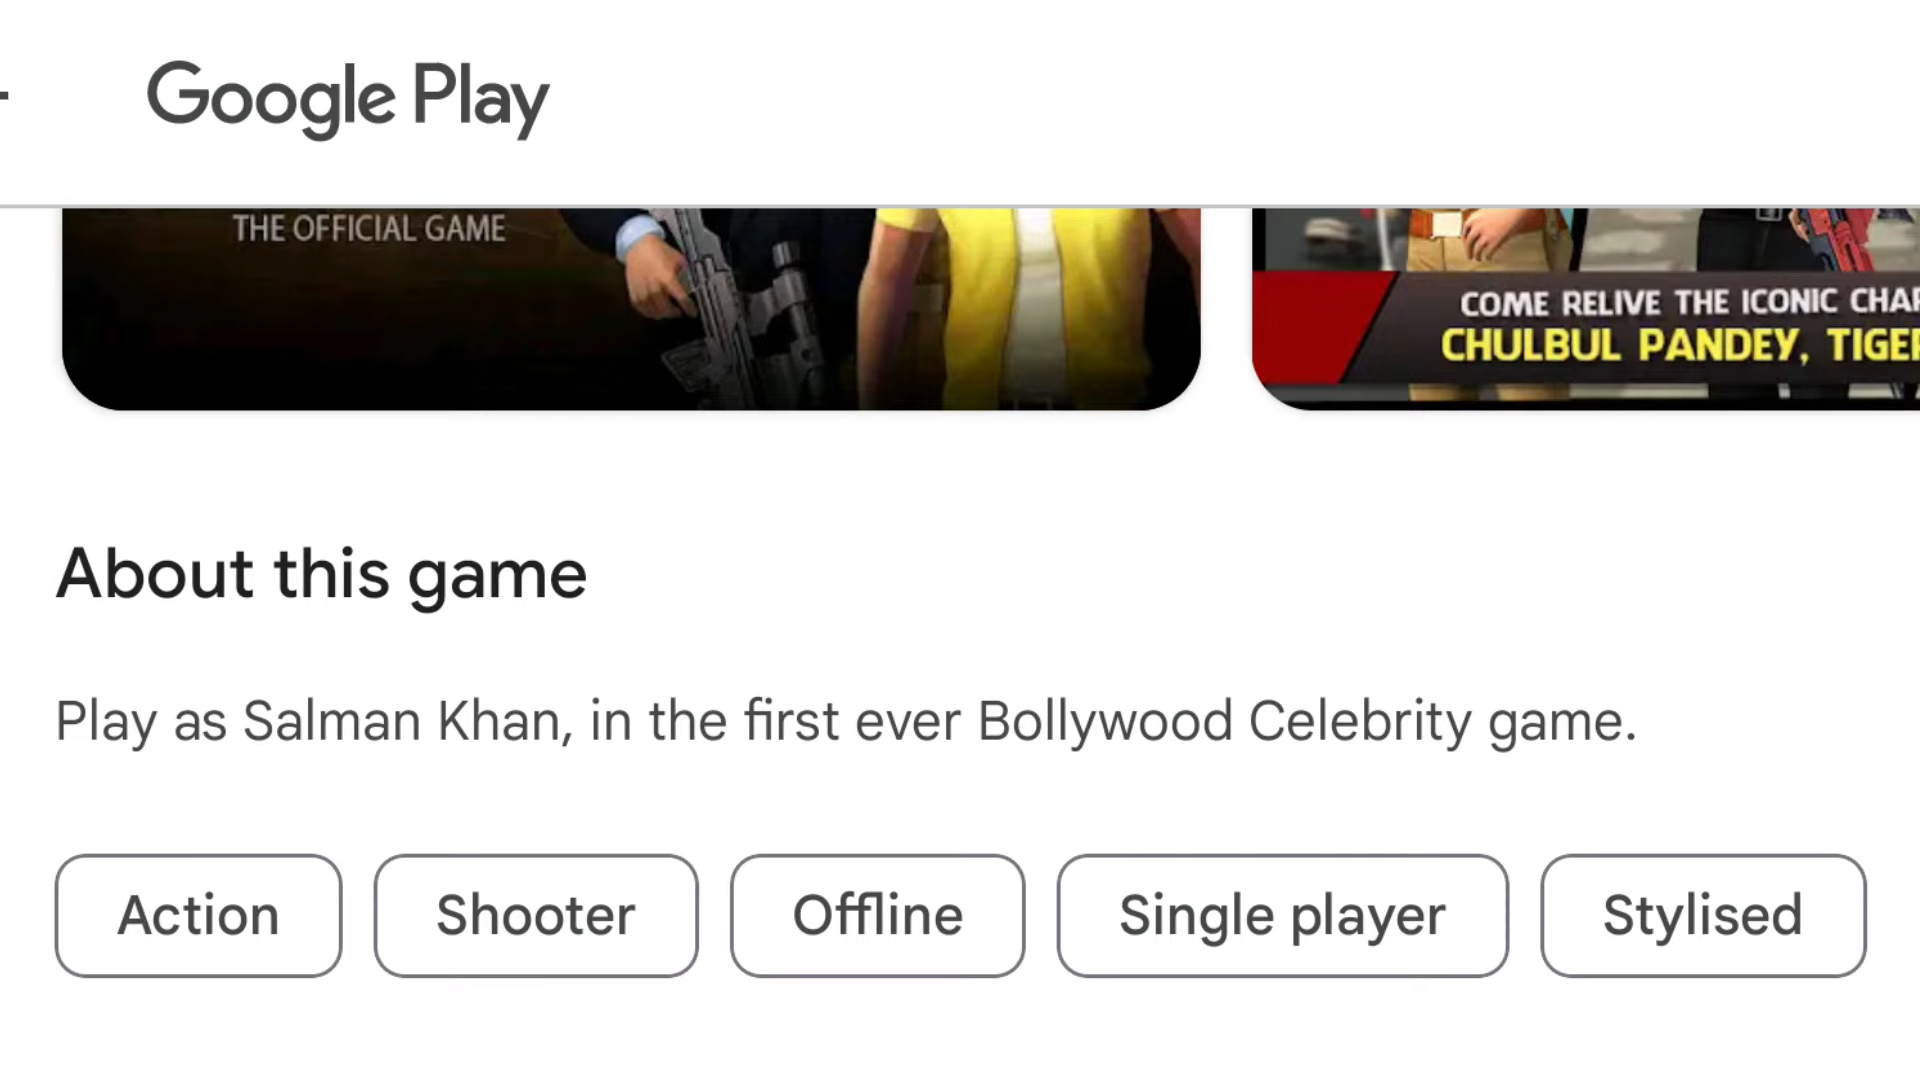 Google Play
THE OFFICIAL GAME
COME RELIVE THE ICONIC
CHULBUL PANDEY, TIGER
About this game
Play as Salman Khan, in the first ever Bollywood Celebrity game.
Action
Shooter
Offline
Single player
Stylised